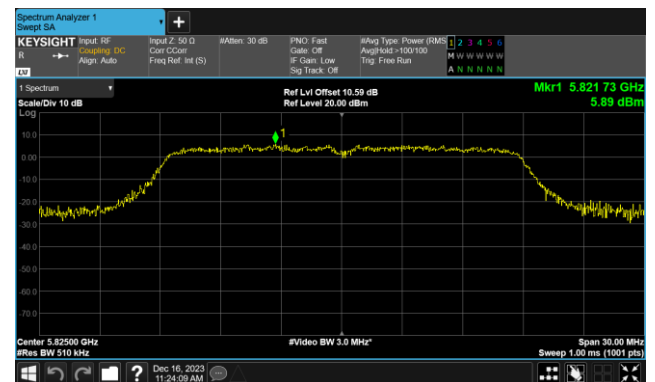 Spectrum Analyzer 1
Swept SA
+
KEYSIGHT Input: RF Input Z: 50 Ω #Atten: 30 dB PNO: Fast #Avg Type: Power (RMS 1 2 3 4 5 6
R Coupling: DC Corr CCorr Gate: Off Avg|Hold:>100/100 M W W W W W
Align: Auto Freq Ref: Int (S) IF Gain: Low Trig: Free Run
LXI Sig Track: Off A N N N N N
1 Spectrum Ref Lvl Offset 10.59 dB Mkr1 5.821 73 GHz
Scale/Div 10 dB Ref Level 20.00 dBm 5.89 dBm
Log
10.0
1
0.00
-10.0
-20.0
-30.0
-40.0
-50.0
-60.0
-70.0
Center 5.82500 GHz #Video BW 3.0 MHz* Span 30.00 MHz
#Res BW 510 kHz Sweep 1.00 ms (1001 pts)
? Dec 16, 2023
11:24:09 AM